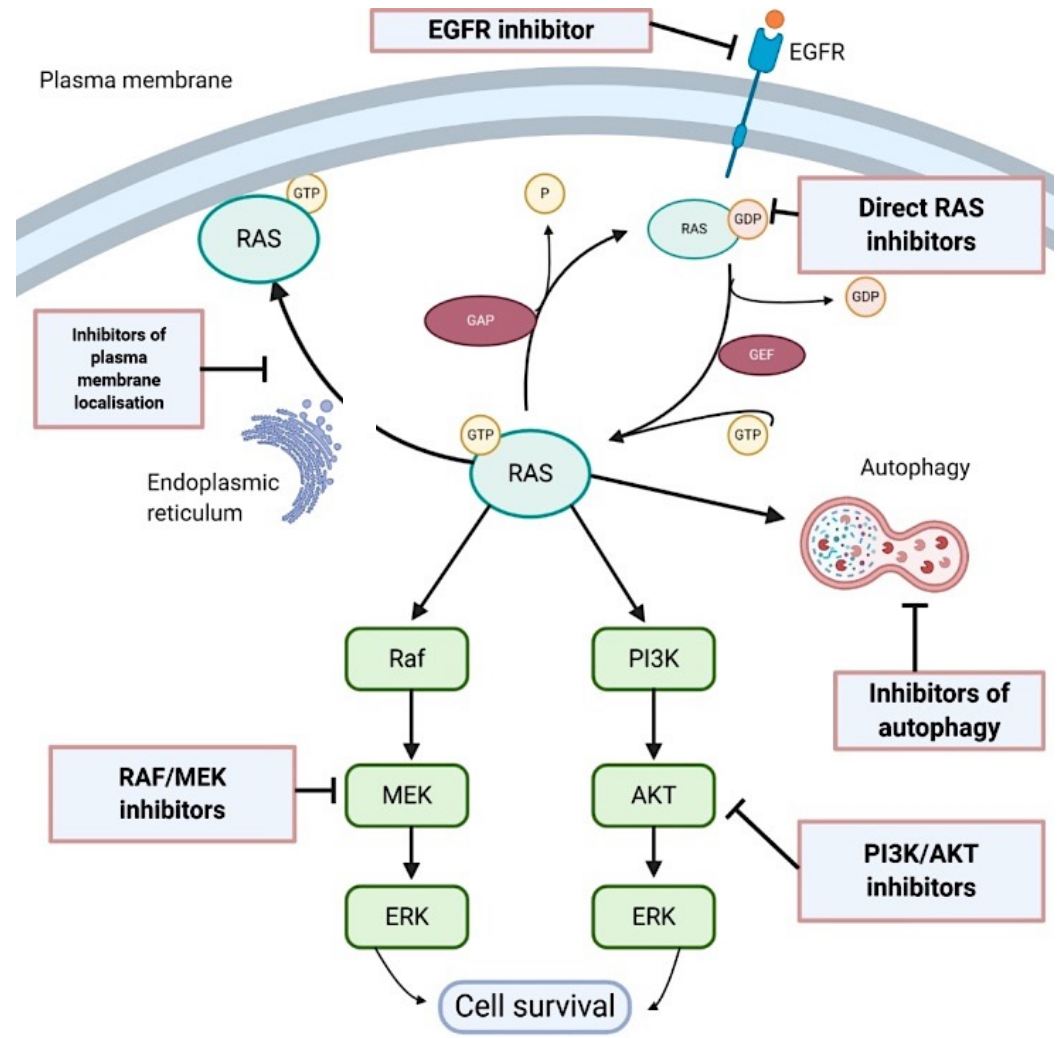 EGFR inhibitor
EGFR
Plasma membrane
GTP
RAS
P
RAS
GDP
Direct RAS
inhibitors
GDP
GAP
GEF
Inhibitors of
plasma
membrane
localisation
GTP
GTP
RAS
Endoplasmic
reticulum
Autophagy
Raf
PI3K
Inhibitors of
autophagy
RAF/MEK
inhibitors
MEK
AKT
PI3K/AKT
inhibitors
ERK
ERK
Cell survival